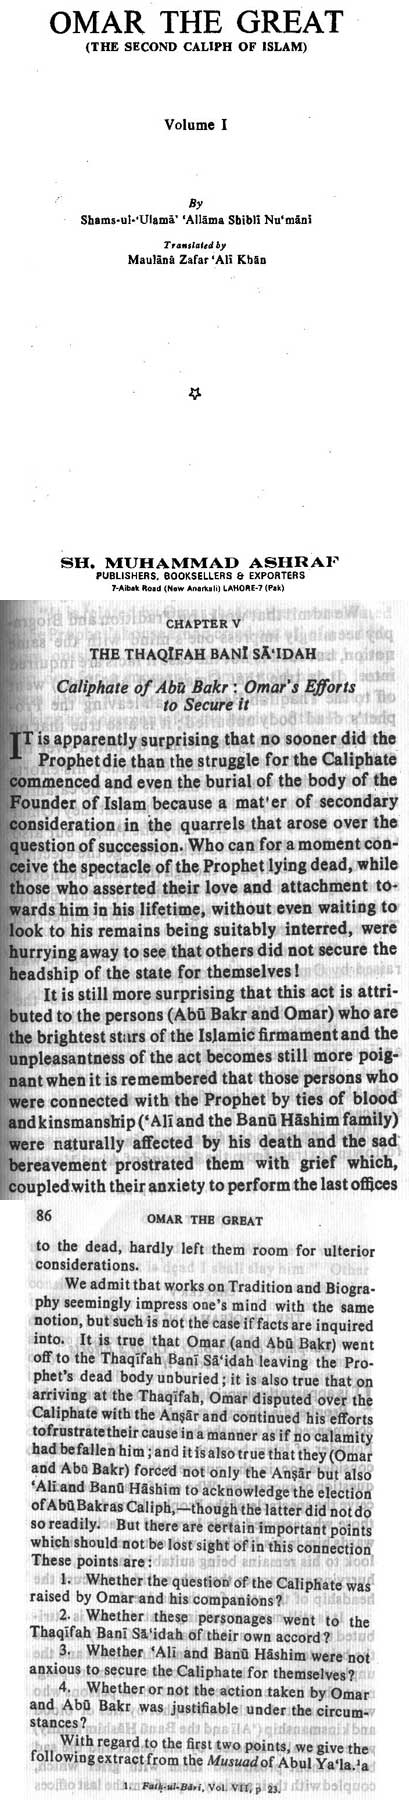 OMAR THE GREAT
(THE SECOND CALIPH OF ISLAM)
Volume I
By
Shams-ul-‘Ulamā’ ‘Allāma Shiblī Nu‘mānī
Translated by
Maulānā Zafar ‘Alī Khān
SH. MUHAMMAD ASHRAF
PUBLISHERS, BOOKSELLERS & EXPORTERS
7-Aibak Road (New Anarkali) LAHORE-7 (Pak)
CHAPTER V
THE THAQĪFAH BANĪ SĀ‘IDAH
Caliphate of Abū Bakr : Omar's Efforts
to Secure it
IT is apparently surprising that no sooner did the
Prophet die than the struggle for the Caliphate
commenced and even the burial of the body of the
Founder of Islam because a mat'er of secondary
consideration in the quarrels that arose over the
question of succession. Who can for a moment con-
ceive the spectacle of the Prophet lying dead, while
those who asserted their love and attachment to-
wards him in his lifetime, without even waiting to
look to his remains being suitably interred, were
hurrying away to see that others did not secure the
headship of the state for themselves!
It is still more surprising that this act is attri-
buted to the persons (Abū Bakr and Omar) who are
the brightest stars of the Islamic firmament and the
unpleasantness of the act becomes still more poig-
nant when it is remembered that those persons who
were connected with the Prophet by ties of blood
and kinsmanship (‘Alī and the Banū Hāshim family)
were naturally affected by his death and the sad
bereavement prostrated them with grief which,
coupled with their anxiety to perform the last offices
86 OMAR THE GREAT
to the dead, hardly left them room for ulterior
considerations.
We admit that works on Tradition and Biogra-
phy seemingly impress one's mind with the same
notion, but such is not the case if facts are inquired
into. It is true that Omar (and Abū Bakr) went
off to the Thaqīfah Banī Sā‘idah leaving the Pro-
phet's dead body unburied; it is also true that on
arriving at the Thaqīfah, Omar disputed over the
Caliphate with the Anṣār and continued his efforts
to frustrate their cause in a manner as if no calamity
had befallen him; and it is also true that they (Omar
and Abū Bakr) forced not only the Anṣār but also
‘Alī and Banū Hāshim to acknowledge the election
of Abū Bakr as Caliph,—though the latter did not do
so readily. But there are certain important points
which should not be lost sight of in this connection
These points are :
1. Whether the question of the Caliphate was
raised by Omar and his companions?
2. Whether these personages went to the
Thaqīfah Banī Sā‘idah of their own accord?
3. Whether ‘Alī and Banū Hāshim were not
anxious to secure the Caliphate for themselves?
4. Whether or not the action taken by Omar
and Abū Bakr was justifiable under the circum-
stances?
With regard to the first two points, we give the
following extract from the Musuad of Abul Ya‘la.¹a
1. Fatḥ-ul-Bārī, Vol. VII, p 23.